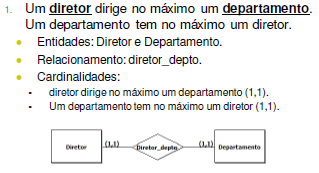 1. Um diretor dirige no máximo um departamento.
Um departamento tem no máximo um diretor.
Entidades: Diretor e Departamento.
Relacionamento: diretor_depto.
Cardinalidades:
diretor dirige no máximo um departamento (1,1).
Um departamento tem no máximo um diretor (1,1).
Diretor (1,1) Diretor_depto (1,1) Departamento